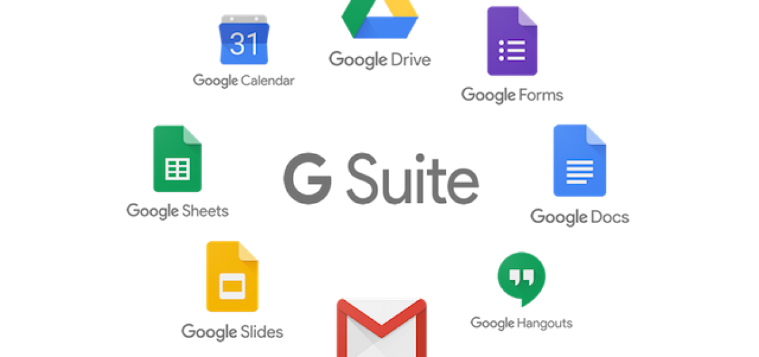 31
Google Calendar
Google Drive
Google Forms
Google Sheets
G Suite
Google Docs
Google Slides
Google Hangouts